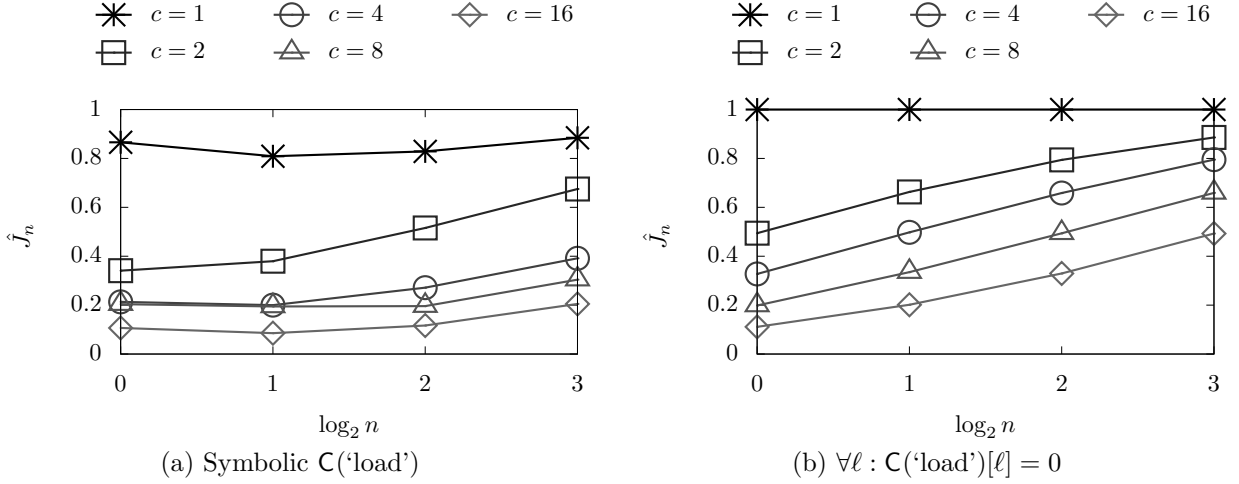 c = 1 c = 4 c = 16
c = 2 c = 8
1
0.8
0.6
0.4
0.2
0
Ĵn
0 1 2 3
log₂ n
(a) Symbolic C(‘load’)
c = 1 c = 4 c = 16
c = 2 c = 8
1
0.8
0.6
0.4
0.2
0
Ĵn
0 1 2 3
log₂ n
(b) ∀ℓ : C(‘load’)[ℓ] = 0